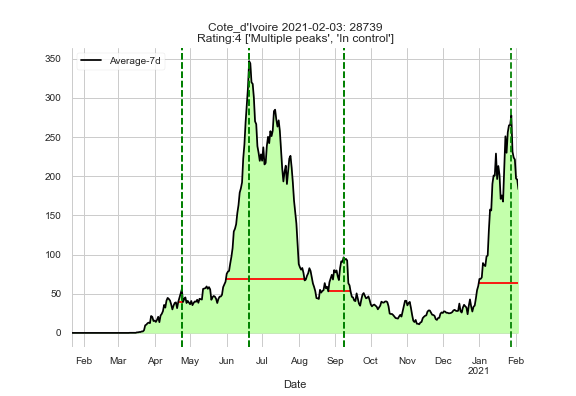 Cote_d'Ivoire 2021-02-03: 28739
Rating:4 ['Multiple peaks', 'In control']
Average-7d
350
300
250
200
150
100
50
0
Feb Mar Apr May Jun Jul Aug Sep Oct Nov Dec Jan Feb
2021
Date